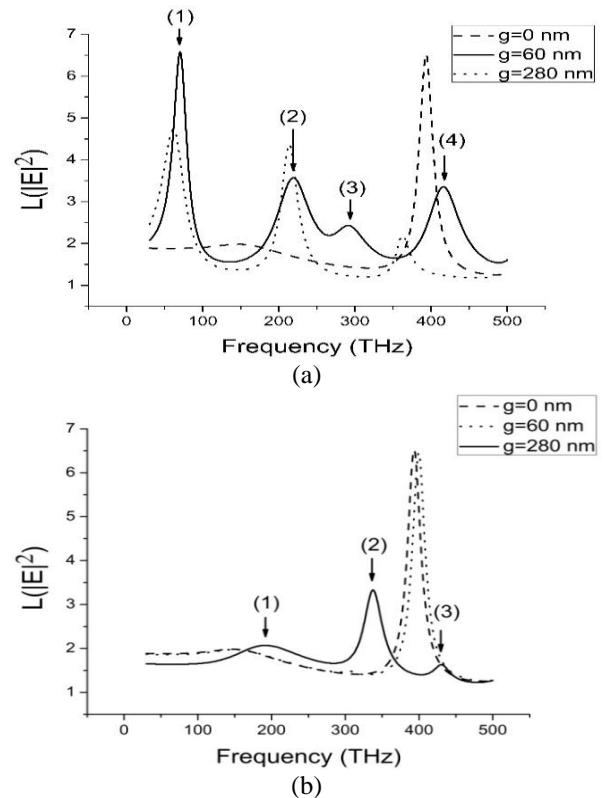 (1)
(2)
(3)
(4)
g=0 nm
g=60 nm
g=280 nm
L(|E|²)
7
6
5
4
3
2
1
0 100 200 300 400 500
Frequency (THz)
(a)
(1)
(2)
(3)
g=0 nm
g=60 nm
g=280 nm
L(|E|²)
7
6
5
4
3
2
1
0 100 200 300 400 500
Frequency (THz)
(b)